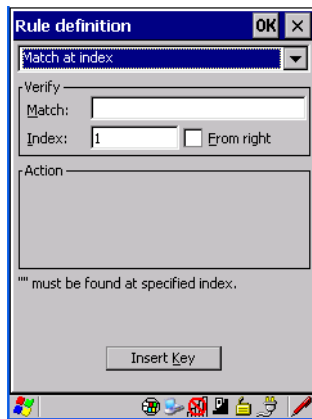 Rule definition
OK
Match at index
Verify
Match:
Index: 1 From right
Action
"" must be found at specified index.
Insert Key